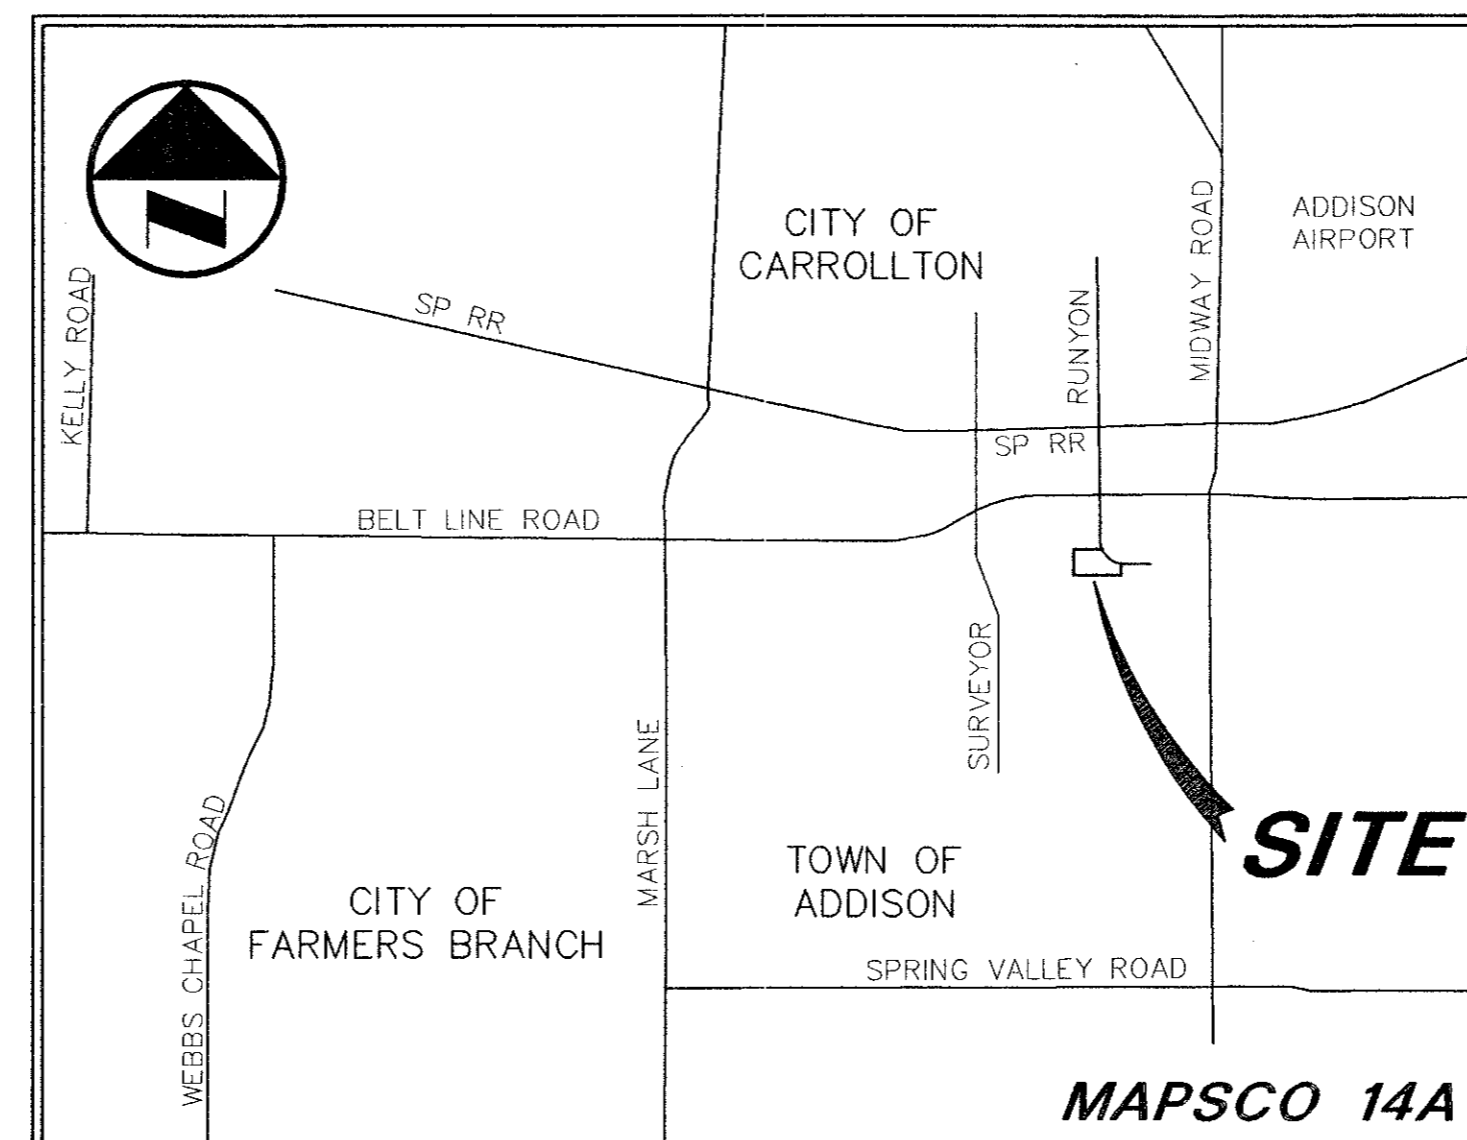 N
CITY OF
CARROLLTON
ADDISON
AIRPORT
KELLY ROAD
SP RR
RUNYON
MIDWAY ROAD
SP RR
BELT LINE ROAD
SURVEYOR
MARSH LANE
WEBBS CHAPEL ROAD
SITE
TOWN OF
ADDISON
CITY OF
FARMERS BRANCH
SPRING VALLEY ROAD
MAPSCO 14A